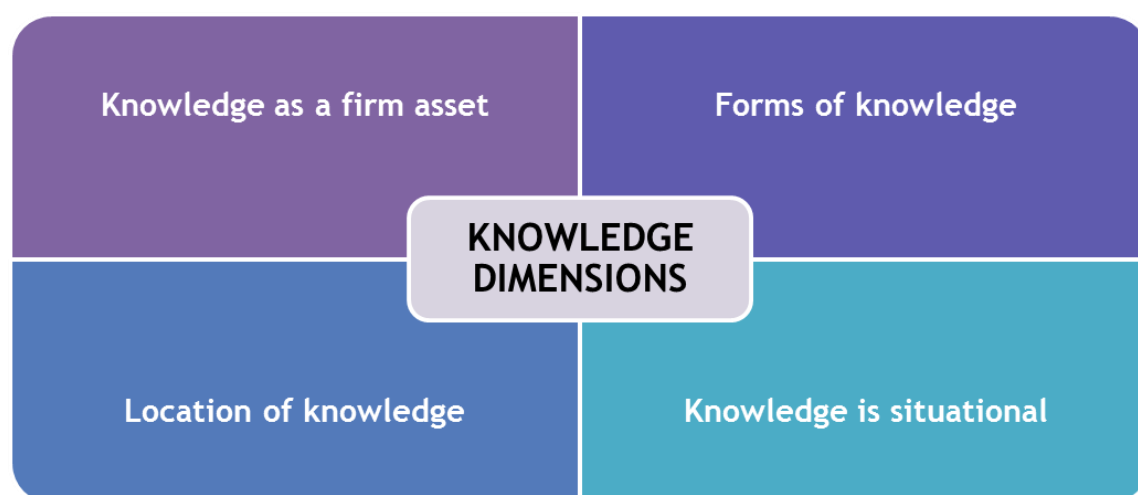 Knowledge as a firm asset
Forms of knowledge
KNOWLEDGE
DIMENSIONS
Location of knowledge
Knowledge is situational